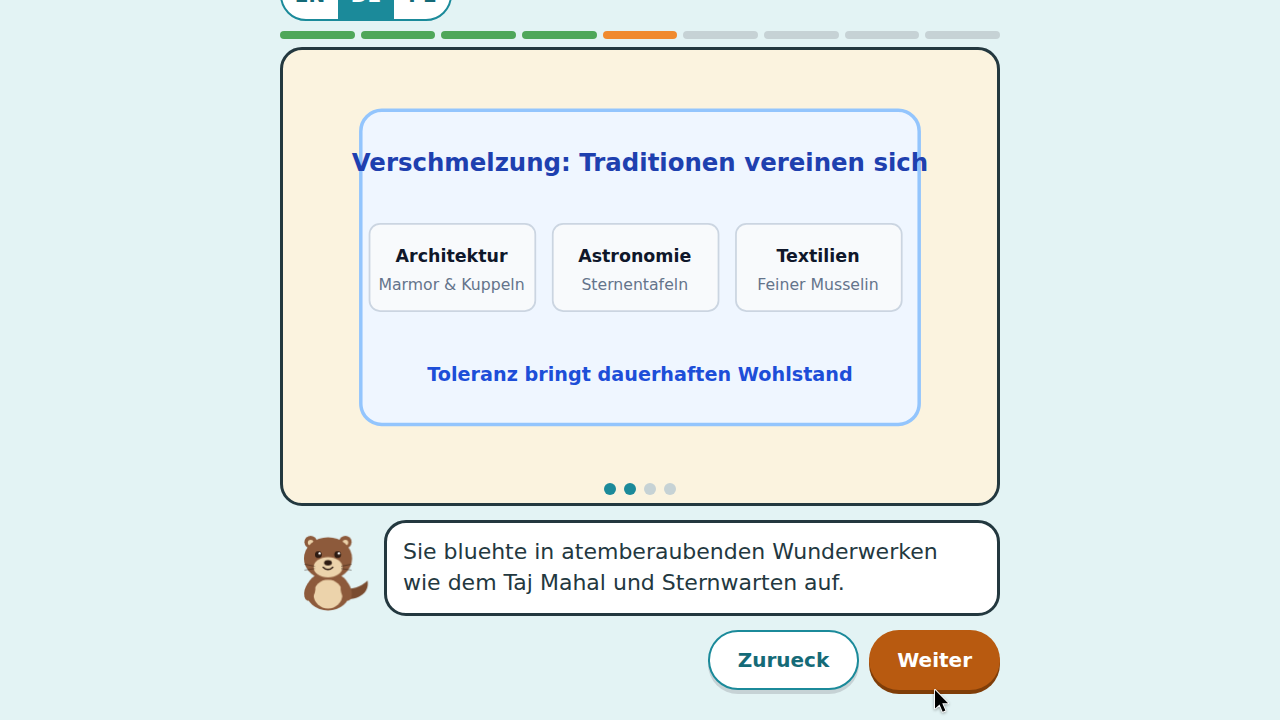 Verschmelzung: Traditionen vereinen sich
Architektur
Marmor & Kuppeln
Astronomie
Sternentafeln
Textilien
Feiner Musselin
Toleranz bringt dauerhaften Wohlstand
Sie bluehte in atemberaubenden Wunderwerken
wie dem Taj Mahal und Sternwarten auf.
Zurueck
Weiter